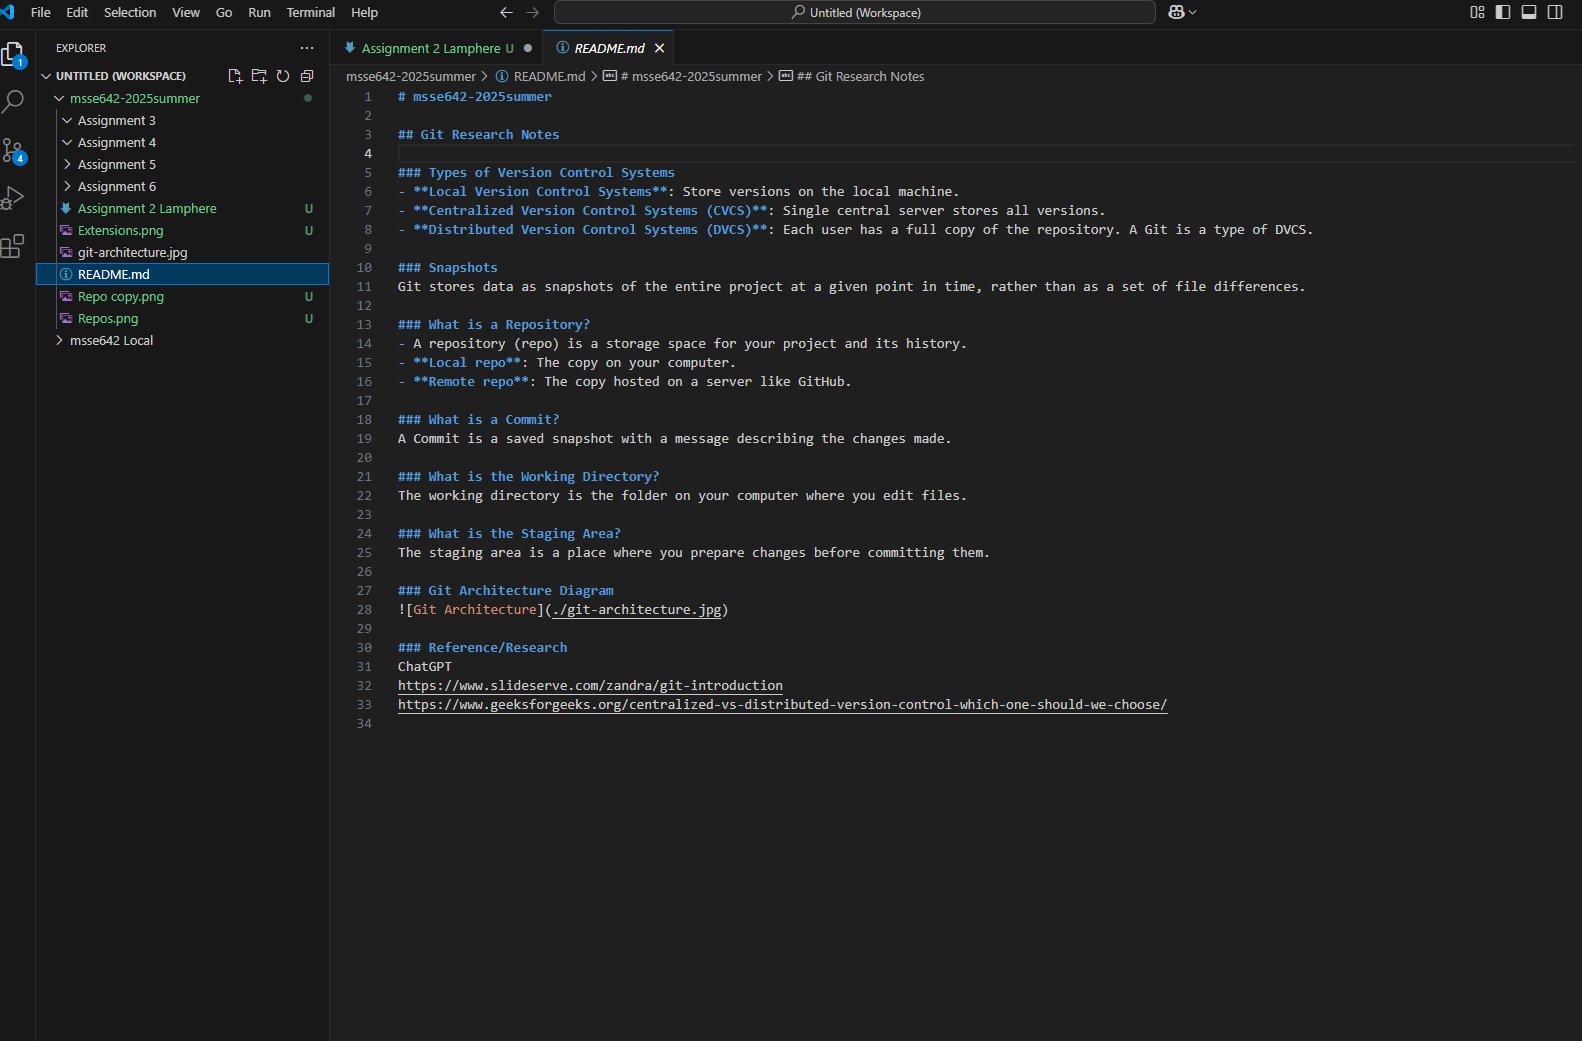 File Edit Selection View Go Run Terminal Help
Untitled (Workspace)
EXPLORER
Assignment 2 Lamphere U
README.md
UNTITLED (WORKSPACE)
msse642-2025summer > README.md > # msse642-2025summer > ## Git Research Notes
msse642-2025summer
Assignment 3
Assignment 4
Assignment 5
Assignment 6
Assignment 2 Lamphere U
Extensions.png U
git-architecture.jpg
README.md
Repo copy.png U
Repos.png U
msse642 Local
1
4
1 # msse642-2025summer
2
3 ## Git Research Notes
4
5 ### Types of Version Control Systems
6 - **Local Version Control Systems**: Store versions on the local machine.
7 - **Centralized Version Control Systems (CVCS)**: Single central server stores all versions.
8 - **Distributed Version Control Systems (DVCS)**: Each user has a full copy of the repository. A Git is a type of DVCS.
9
10 ### Snapshots
11 Git stores data as snapshots of the entire project at a given point in time, rather than as a set of file differences.
12
13 ### What is a Repository?
14 - A repository (repo) is a storage space for your project and its history.
15 - **Local repo**: The copy on your computer.
16 - **Remote repo**: The copy hosted on a server like GitHub.
17
18 ### What is a Commit?
19 A Commit is a saved snapshot with a message describing the changes made.
20
21 ### What is the Working Directory?
22 The working directory is the folder on your computer where you edit files.
23
24 ### What is the Staging Area?
25 The staging area is a place where you prepare changes before committing them.
26
27 ### Git Architecture Diagram
28 ![Git Architecture](./git-architecture.jpg)
29
30 ### Reference/Research
31 ChatGPT
32 https://www.slideserve.com/zandra/git-introduction
33 https://www.geeksforgeeks.org/centralized-vs-distributed-version-control-which-one-should-we-choose/
34